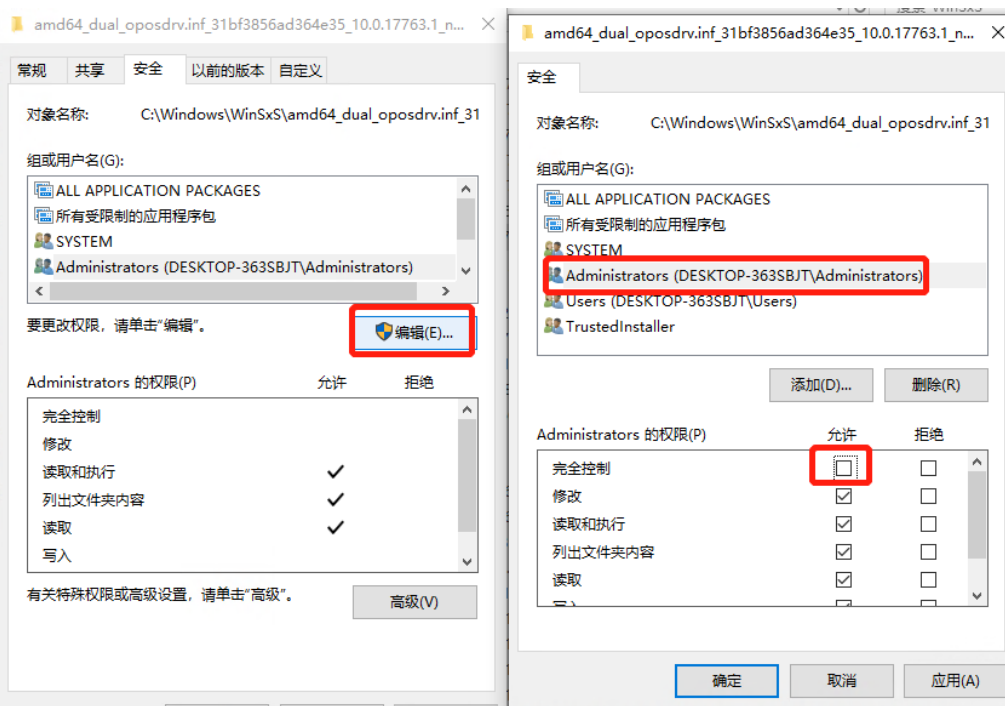 amd64_dual_oposdrv.inf_31bf3856ad364e35_10.0.17763.1_n...
常规
共享
安全
以前的版本
自定义
对象名称:
C:\Windows\WinSxS\amd64_dual_oposdrv.inf_31
组或用户名(G):
ALL APPLICATION PACKAGES
所有受限制的应用程序包
SYSTEM
Administrators (DESKTOP-363SBJT\Administrators)
要更改权限，请单击"编辑"。
编辑(E)...
Administrators 的权限(P)
允许
拒绝
完全控制
修改
读取和执行
列出文件夹内容
读取
写入
有关特殊权限或高级设置，请单击"高级"。
高级(V)
amd64_dual_oposdrv.inf_31bf3856ad364e35_10.0.17763.1_n...
安全
对象名称:
C:\Windows\WinSxS\amd64_dual_oposdrv.inf_31
组或用户名(G):
ALL APPLICATION PACKAGES
所有受限制的应用程序包
SYSTEM
Administrators (DESKTOP-363SBJT\Administrators)
Users (DESKTOP-363SBJT\Users)
TrustedInstaller
添加(D)...
删除(R)
Administrators 的权限(P)
允许
拒绝
完全控制
修改
读取和执行
列出文件夹内容
读取
确定
取消
应用(A)